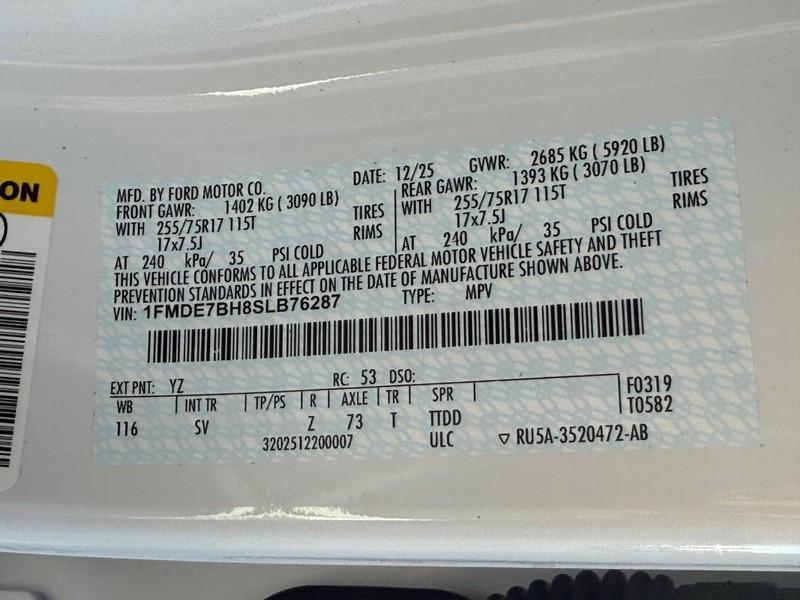 ON
MFD. BY FORD MOTOR CO.
DATE: 12/25 GVWR: 2685 KG ( 5920 LB)
FRONT GAWR: 1402 KG ( 3090 LB)
WITH 255/75R17 115T TIRES
17x7.5J RIMS
AT 240 kPa/ 35 PSI COLD
REAR GAWR: 1393 KG ( 3070 LB)
WITH 255/75R17 115T TIRES
17x7.5J RIMS
AT 240 kPa/ 35 PSI COLD
THIS VEHICLE CONFORMS TO ALL APPLICABLE FEDERAL MOTOR VEHICLE SAFETY AND THEFT
PREVENTION STANDARDS IN EFFECT ON THE DATE OF MANUFACTURE SHOWN ABOVE.
VIN: 1FMDE7BH8SLB76287 TYPE: MPV
EXT PNT: YZ RC: 53 DSO:
WB INT TR TP/PS R AXLE TR SPR F0319
116 SV Z 73 T TTDD T0582
3202512200007 ULC ▽ RU5A-3520472-AB